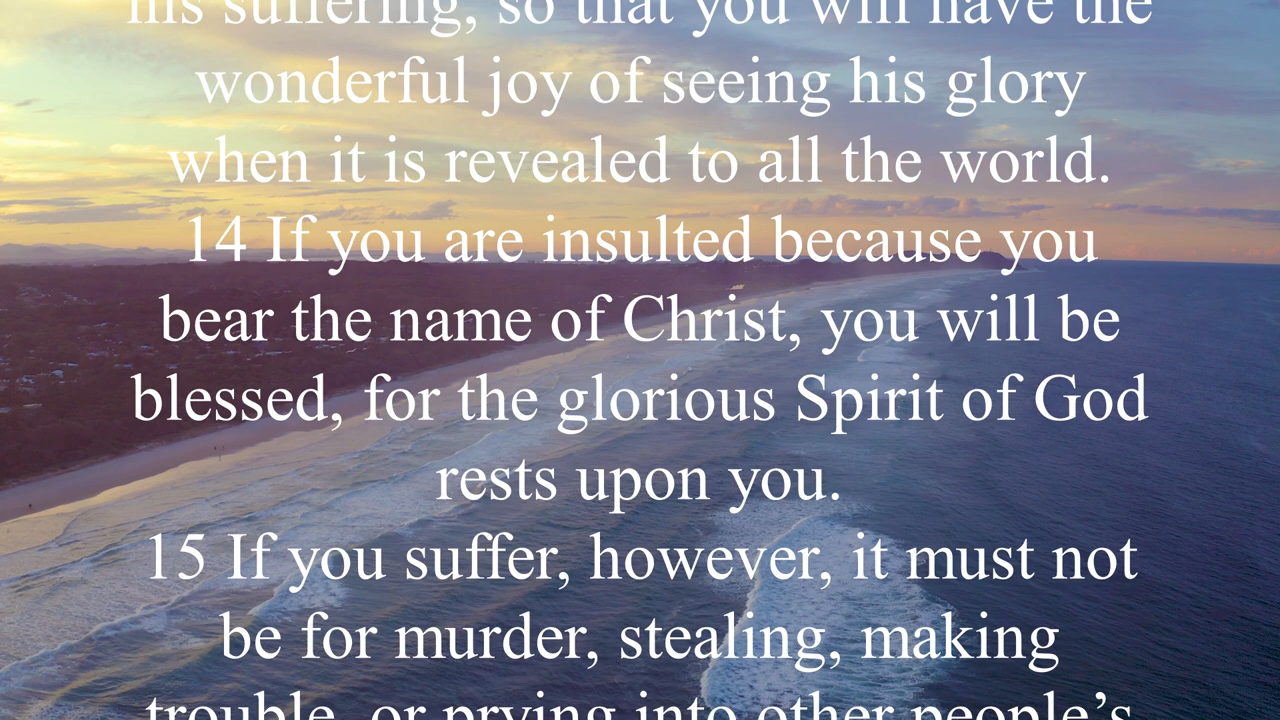 his suffering, so that you will have the
wonderful joy of seeing his glory
when it is revealed to all the world.
14 If you are insulted because you
bear the name of Christ, you will be
blessed, for the glorious Spirit of God
rests upon you.
15 If you suffer, however, it must not
be for murder, stealing, making
trouble, or prying into other people’s